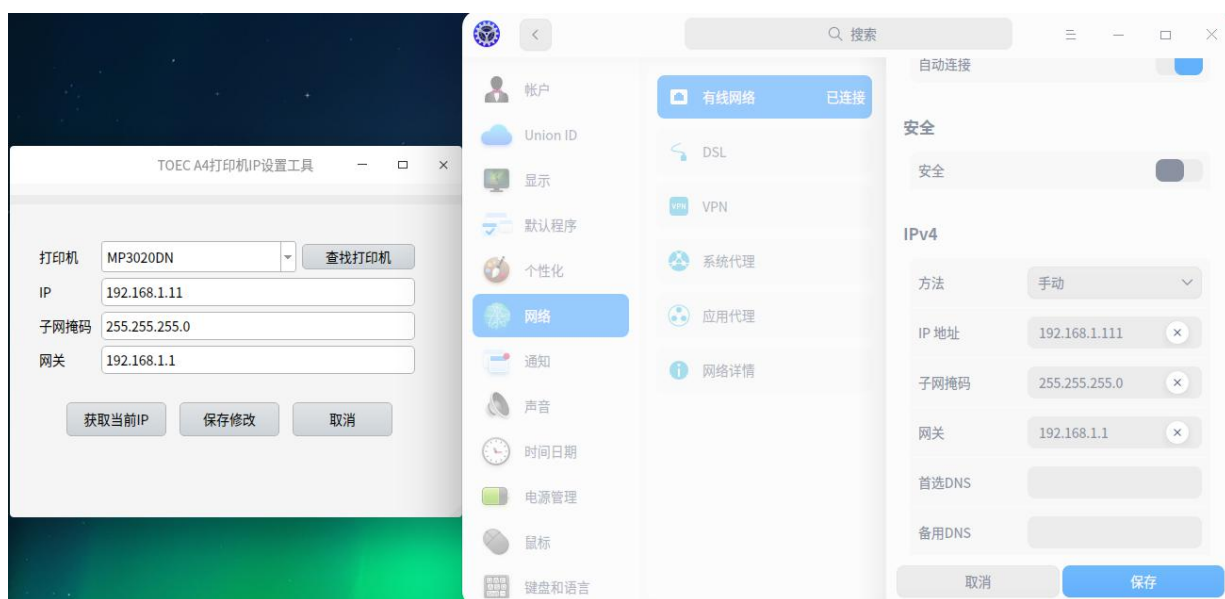 TOEC A4打印机IP设置工具
打印机
MP3020DN
查找打印机
IP
192.168.1.11
子网掩码
255.255.255.0
网关
192.168.1.1
获取当前IP
保存修改
取消
搜索
帐户
Union ID
显示
默认程序
个性化
网络
通知
声音
时间日期
电源管理
鼠标
键盘和语言
有线网络
已连接
DSL
VPN
VPN
系统代理
应用代理
网络详情
自动连接
安全
安全
IPv4
方法
手动
IP 地址
192.168.1.111
子网掩码
255.255.255.0
网关
192.168.1.1
首选DNS
备用DNS
取消
保存